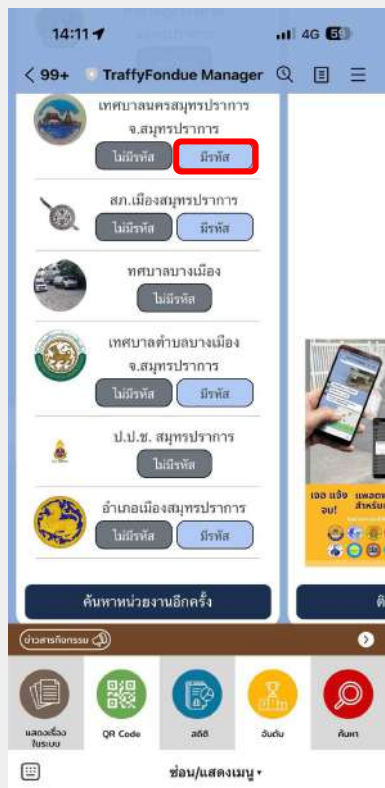 14:11
4G
99+
TraffyFondue Manager
เทศบาลนครสมุทรปราการ
จ.สมุทรปราการ
ไม่มีรหัส
มีรหัส
สภ.เมืองสมุทรปราการ
ไม่มีรหัส
มีรหัส
ทศบาลบางเมือง
ไม่มีรหัส
เทศบาลตำบลบางเมือง
จ.สมุทรปราการ
ไม่มีรหัส
มีรหัส
ป.ป.ช. สมุทรปราการ
ไม่มีรหัส
อำเภอเมืองสมุทรปราการ
ไม่มีรหัส
มีรหัส
เจอ แจ้ง
จบ!
ค้นหาหน่วยงานอีกครั้ง
ข่าวสารกิจกรรม
แสดงเรื่อง
ในระบบ
QR Code
สถิติ
อันดับ
ค้นหา
ซ่อน/แสดงเมนู